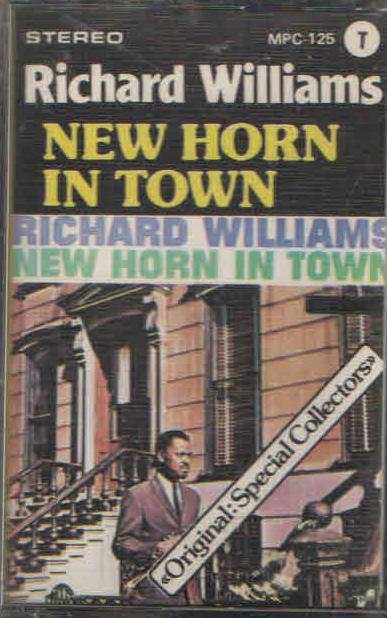 STEREO MPC-125 T
Richard Williams
NEW HORN
IN TOWN
RICHARD WILLIAMS
NEW HORN IN TOWN
«Original: Special Collectors»